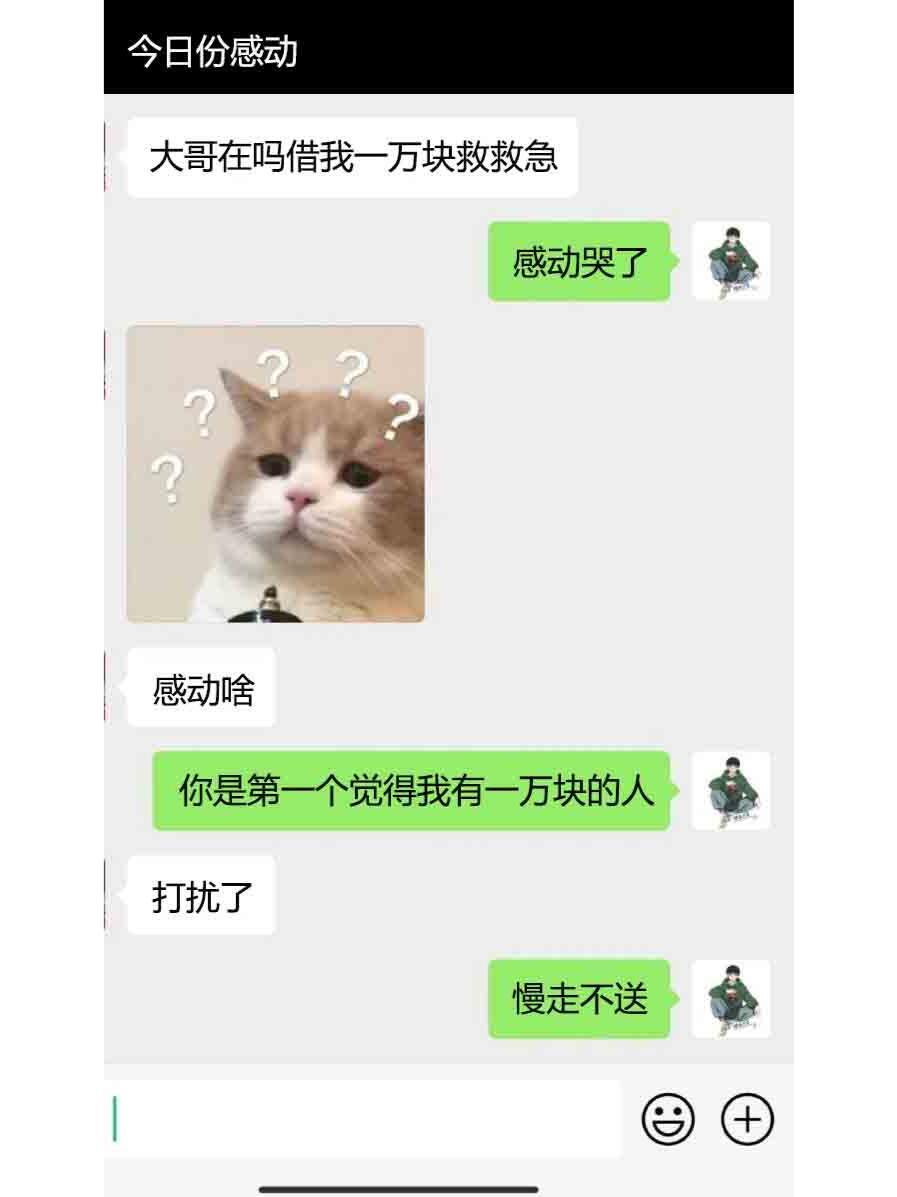 今日份感动
大哥在吗借我一万块救救急
感动哭了
? ? ? ? ?
感动啥
你是第一个觉得我有一万块的人
打扰了
慢走不送